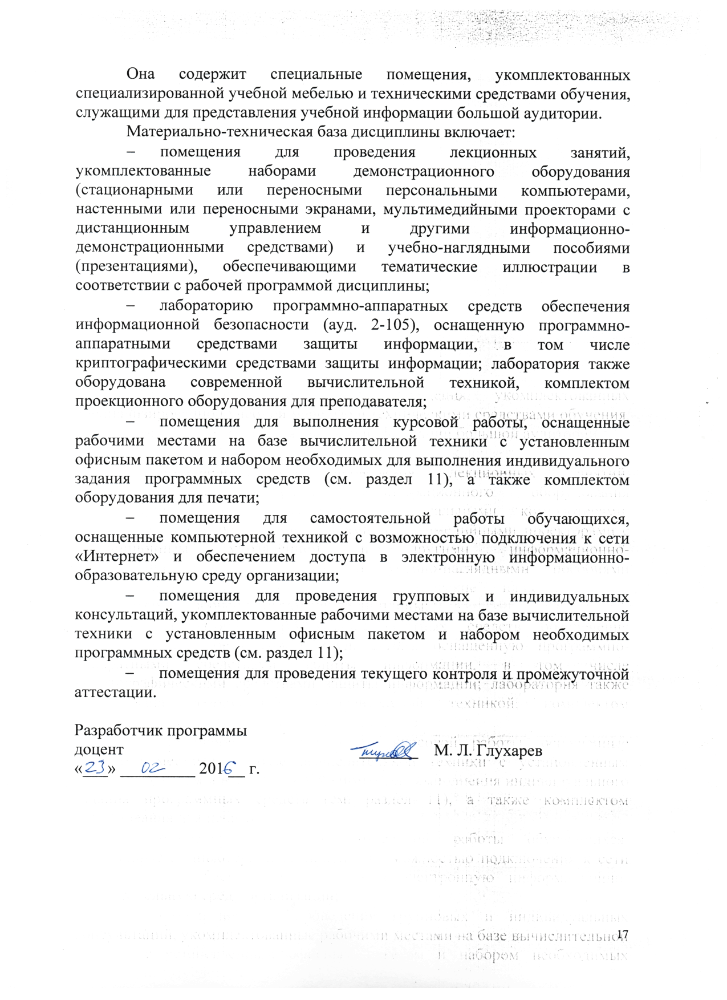 Она содержит специальные помещения, укомплектованных
специализированной учебной мебелью и техническими средствами обучения,
служащими для представления учебной информации большой аудитории.
Материально-техническая база дисциплины включает:
– помещения для проведения лекционных занятий,
укомплектованные наборами демонстрационного оборудования
(стационарными или переносными персональными компьютерами,
настенными или переносными экранами, мультимедийными проекторами с
дистанционным управлением и другими информационно-
демонстрационными средствами) и учебно-наглядными пособиями
(презентациями), обеспечивающими тематические иллюстрации в
соответствии с рабочей программой дисциплины;
– лабораторию программно-аппаратных средств обеспечения
информационной безопасности (ауд. 2-105), оснащенную программно-
аппаратными средствами защиты информации, в том числе
криптографическими средствами защиты информации; лаборатория также
оборудована современной вычислительной техникой, комплектом
проекционного оборудования для преподавателя;
– помещения для выполнения курсовой работы, оснащенные
рабочими местами на базе вычислительной техники с установленным
офисным пакетом и набором необходимых для выполнения индивидуального
задания программных средств (см. раздел 11), а также комплектом
оборудования для печати;
– помещения для самостоятельной работы обучающихся,
оснащенные компьютерной техникой с возможностью подключения к сети
«Интернет» и обеспечением доступа в электронную информационно-
образовательную среду организации;
– помещения для проведения групповых и индивидуальных
консультаций, укомплектованные рабочими местами на базе вычислительной
техники с установленным офисным пакетом и набором необходимых
программных средств (см. раздел 11);
– помещения для проведения текущего контроля и промежуточной
аттестации.
Разработчик программы
доцент М. Л. Глухарев
«23» 02 2016 г.
17